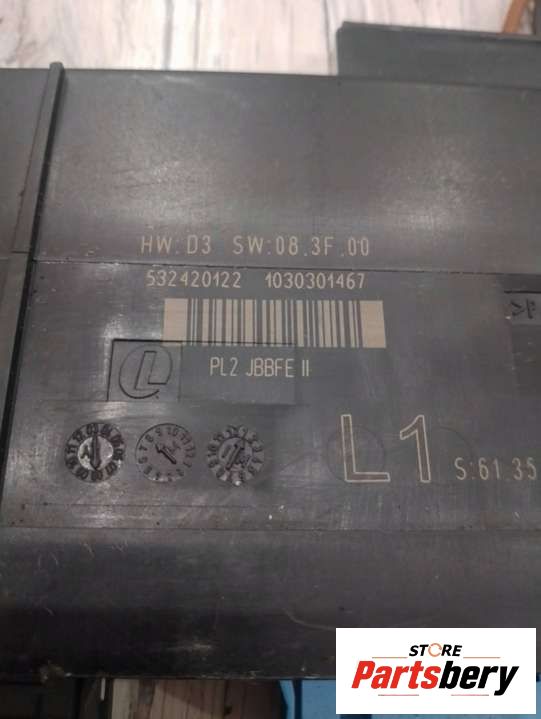 HW:D3 SW:08.3F.00
532420122 1030301467
PL2 JBBFE II
L
L1
S:61.35
STORE
Partsbery